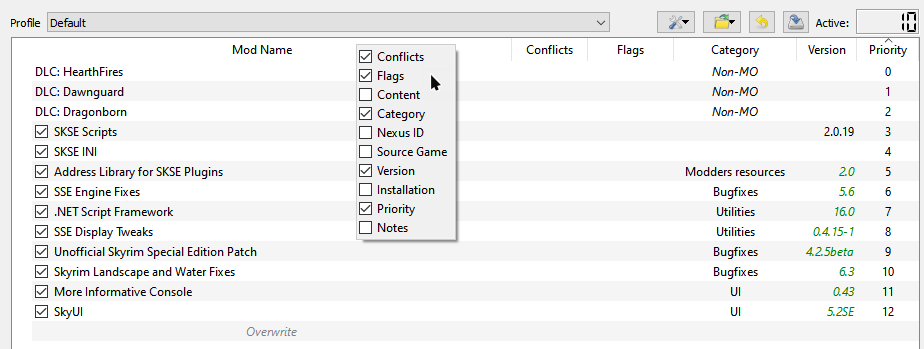 Profile Default Active: 10
Mod Name Conflicts Flags Category Version Priority
Conflicts
Flags
Content
Category
Nexus ID
Source Game
Version
Installation
Priority
Notes
DLC: HearthFires Non-MO 0
DLC: Dawnguard Non-MO 1
DLC: Dragonborn Non-MO 2
SKSE Scripts 2.0.19 3
SKSE INI 4
Address Library for SKSE Plugins Modders resources 2.0 5
SSE Engine Fixes Bugfixes 5.6 6
.NET Script Framework Utilities 16.0 7
SSE Display Tweaks Utilities 0.4.15-1 8
Unofficial Skyrim Special Edition Patch Bugfixes 4.2.5beta 9
Skyrim Landscape and Water Fixes Bugfixes 6.3 10
More Informative Console UI 0.43 11
SkyUI UI 5.2SE 12
Overwrite